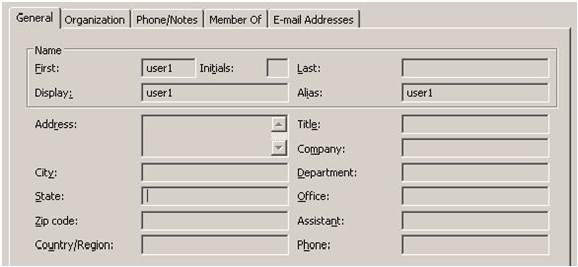 General Organization Phone/Notes Member Of E-mail Addresses
Name
First: user1 Initials: Last:
Display: user1 Alias: user1
Address: Title:
Company:
City: Department:
State: Office:
Zip code: Assistant:
Country/Region: Phone: